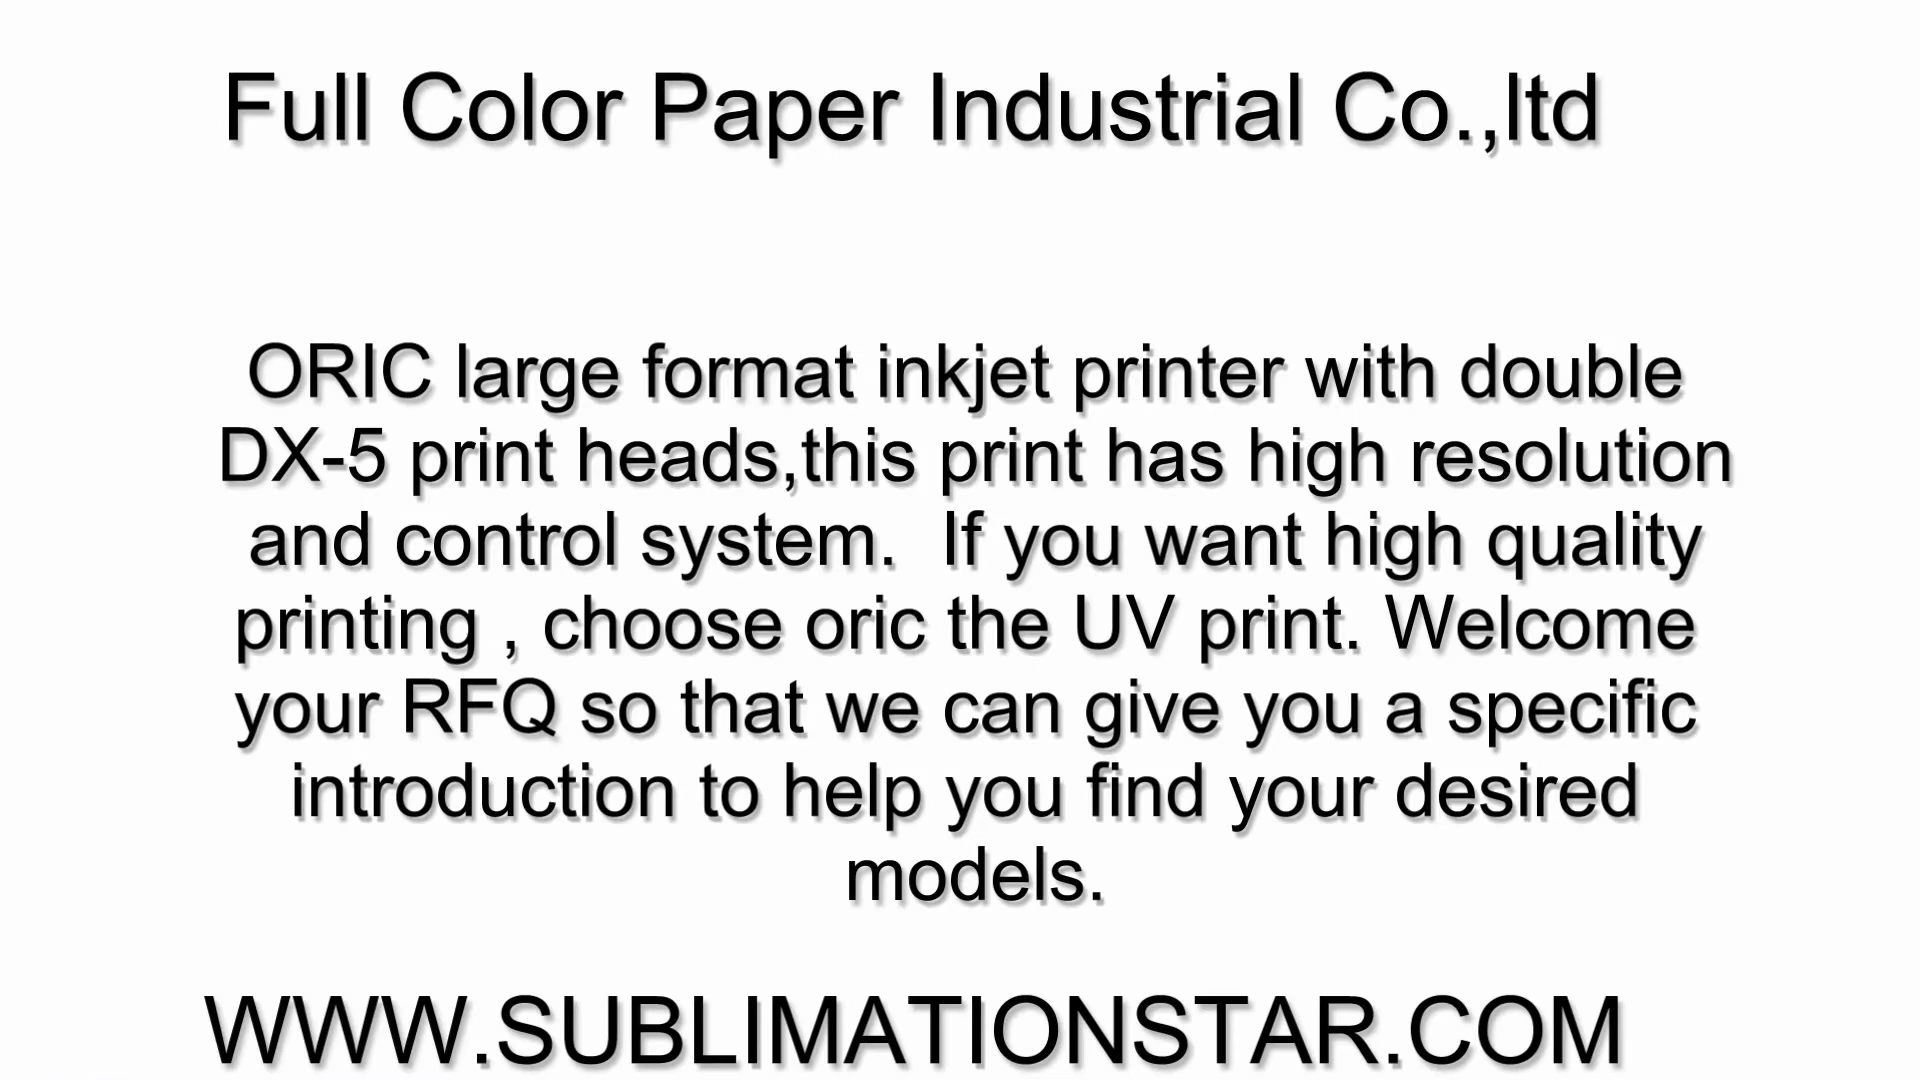 Full Color Paper Industrial Co.,ltd
ORIC large format inkjet printer with double
DX-5 print heads,this print has high resolution
and control system.  If you want high quality
printing , choose oric the UV print. Welcome
your RFQ so that we can give you a specific
introduction to help you find your desired
models.
WWW.SUBLIMATIONSTAR.COM